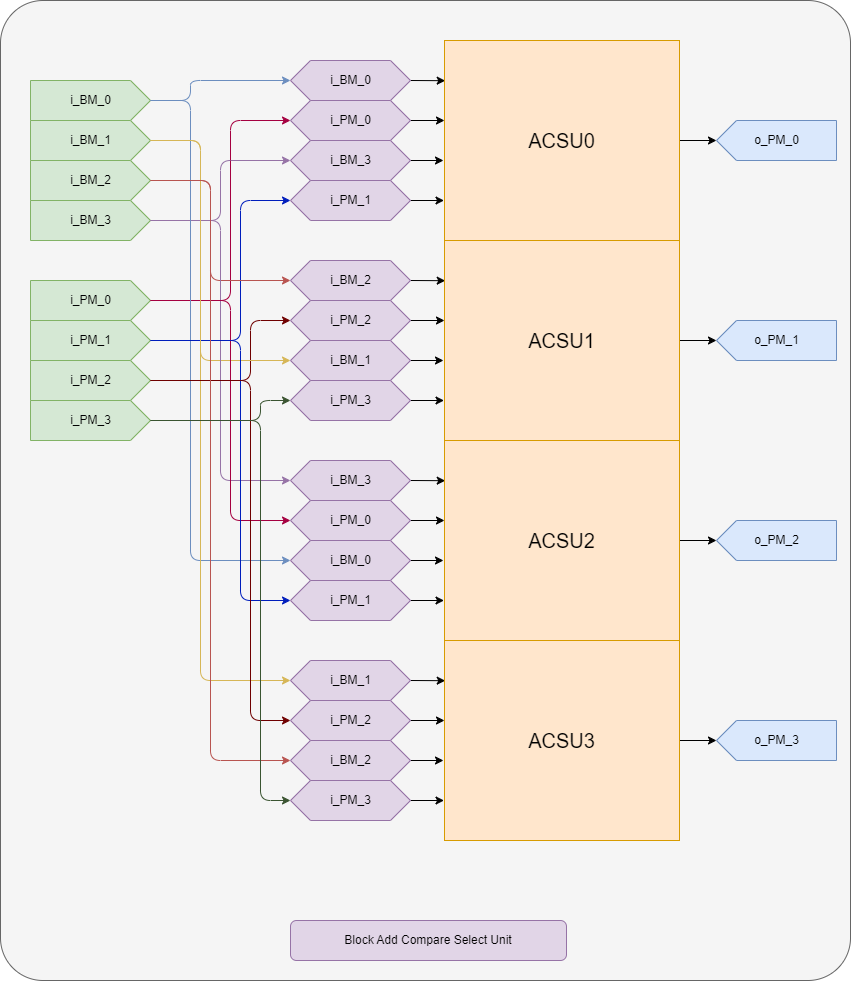 i_BM_0
i_BM_1
i_BM_2
i_BM_3
i_PM_0
i_PM_1
i_PM_2
i_PM_3
i_BM_0
i_PM_0
i_BM_3
i_PM_1
i_BM_2
i_PM_2
i_BM_1
i_PM_3
i_BM_3
i_PM_0
i_BM_0
i_PM_1
i_BM_1
i_PM_2
i_BM_2
i_PM_3
ACSU0
ACSU1
ACSU2
ACSU3
o_PM_0
o_PM_1
o_PM_2
o_PM_3
Block Add Compare Select Unit